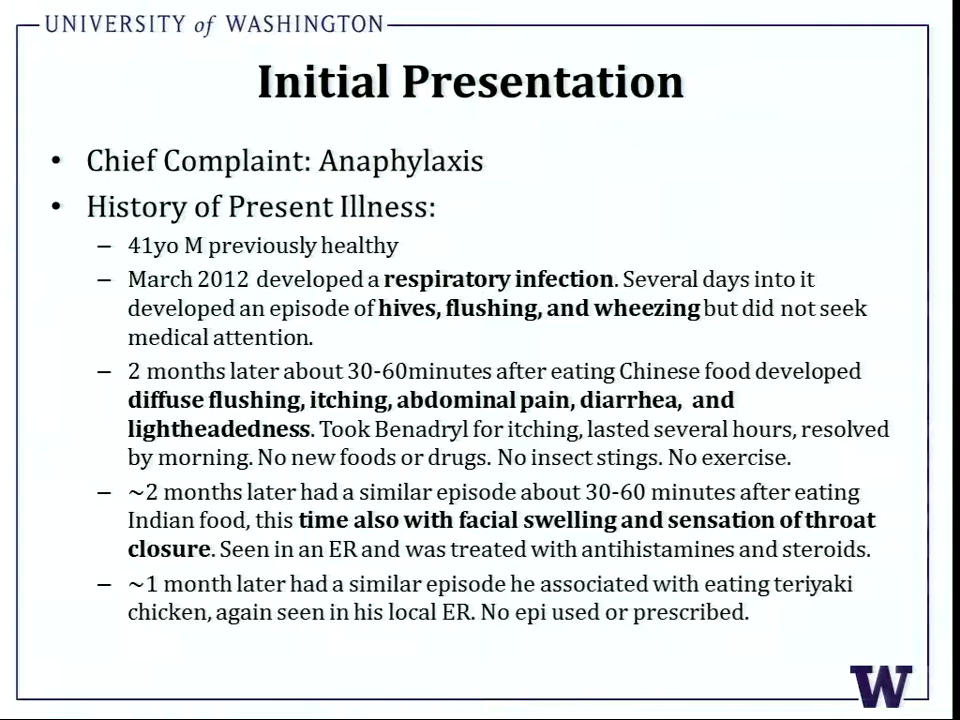 UNIVERSITY of WASHINGTON
Initial Presentation
• Chief Complaint: Anaphylaxis
• History of Present Illness:
– 41yo M previously healthy
– March 2012 developed a respiratory infection. Several days into it
developed an episode of hives, flushing, and wheezing but did not seek
medical attention.
– 2 months later about 30-60minutes after eating Chinese food developed
diffuse flushing, itching, abdominal pain, diarrhea, and
lightheadedness. Took Benadryl for itching, lasted several hours, resolved
by morning. No new foods or drugs. No insect stings. No exercise.
– ~2 months later had a similar episode about 30-60 minutes after eating
Indian food, this time also with facial swelling and sensation of throat
closure. Seen in an ER and was treated with antihistamines and steroids.
– ~1 month later had a similar episode he associated with eating teriyaki
chicken, again seen in his local ER. No epi used or prescribed.
W